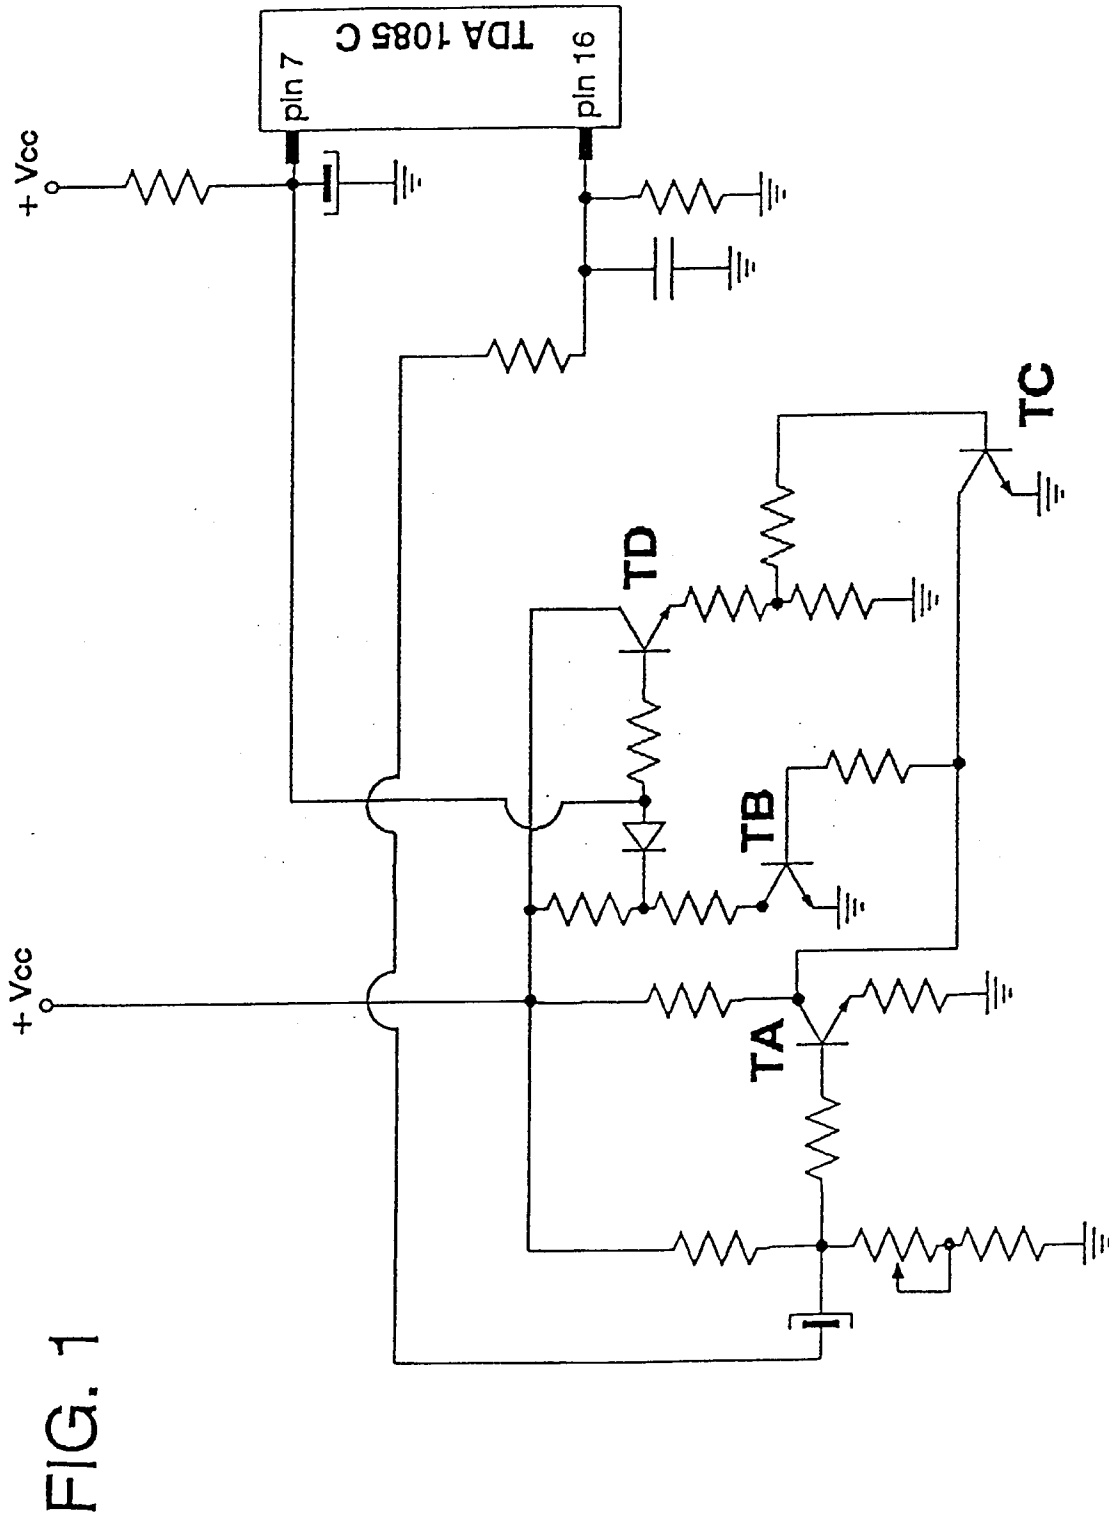 FIG. 1
+ Vcc
+ Vcc
TDA 1085 C
pin 7
pin 16
TD
TB
TA
TC